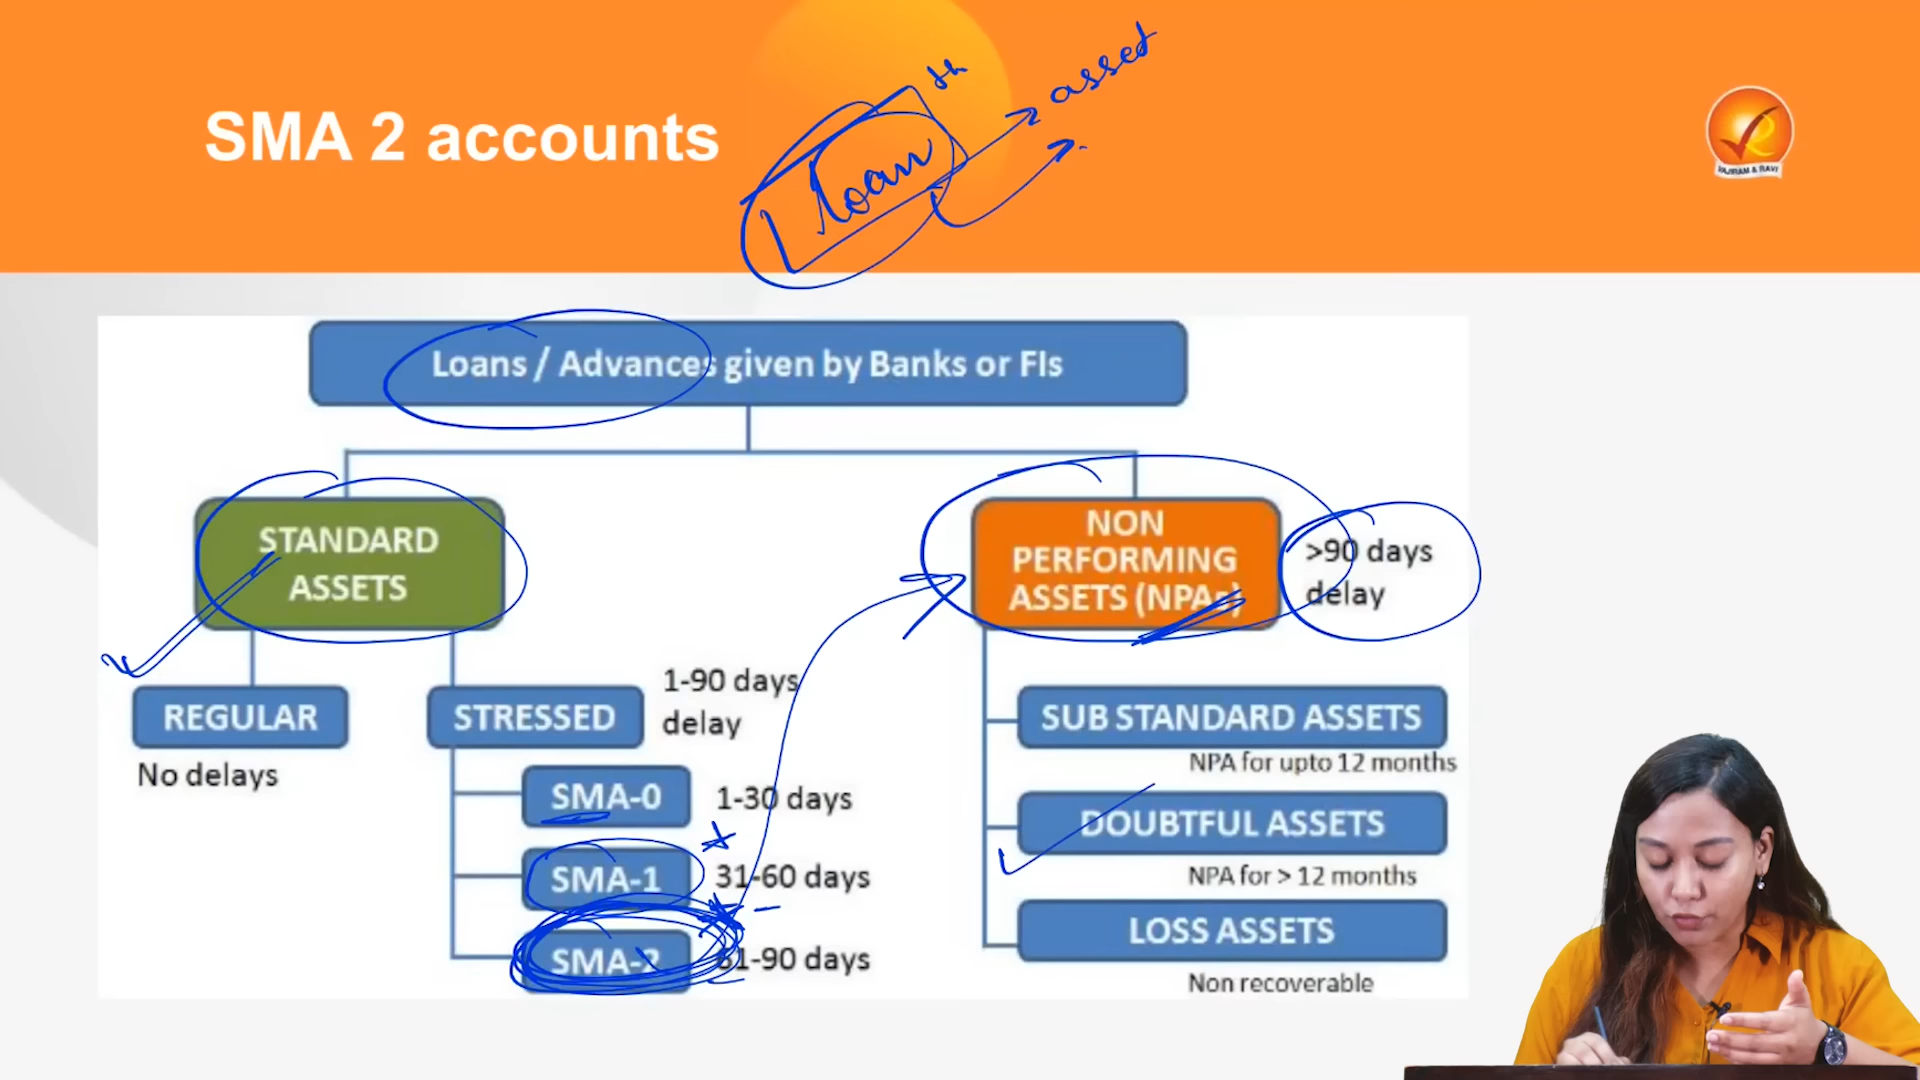 SMA 2 accounts
loan
asset
VAJIRAM & RAVI
Loans / Advances given by Banks or FIs
STANDARD
ASSETS
NON
PERFORMING
ASSETS (NPAs)
>90 days
delay
REGULAR
No delays
STRESSED
1-90 days
delay
SMA-0
1-30 days
SMA-1
31-60 days
SMA-2
61-90 days
SUB STANDARD ASSETS
NPA for upto 12 months
DOUBTFUL ASSETS
NPA for > 12 months
LOSS ASSETS
Non recoverable